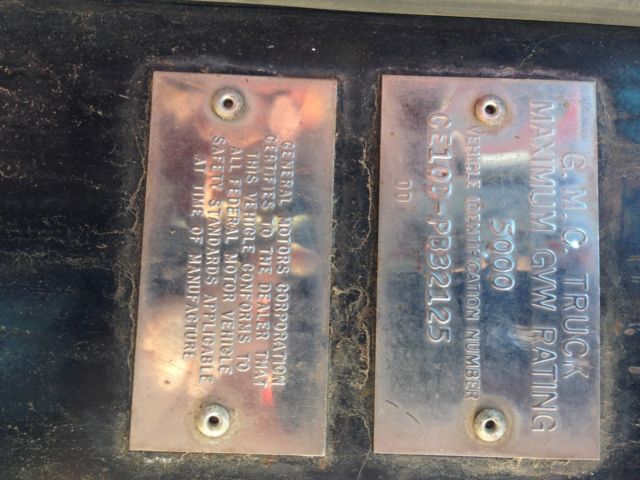 G.M.C. TRUCK
MAXIMUM GVW RATING
5000
VEHICLE IDENTIFICATION NUMBER
CE10D-PB32125
DD
GENERAL MOTORS CORPORATION
CERTIFIES TO THE DEALER THAT
THIS VEHICLE CONFORMS TO
ALL FEDERAL MOTOR VEHICLE
SAFETY STANDARDS APPLICABLE
AT TIME OF MANUFACTURE